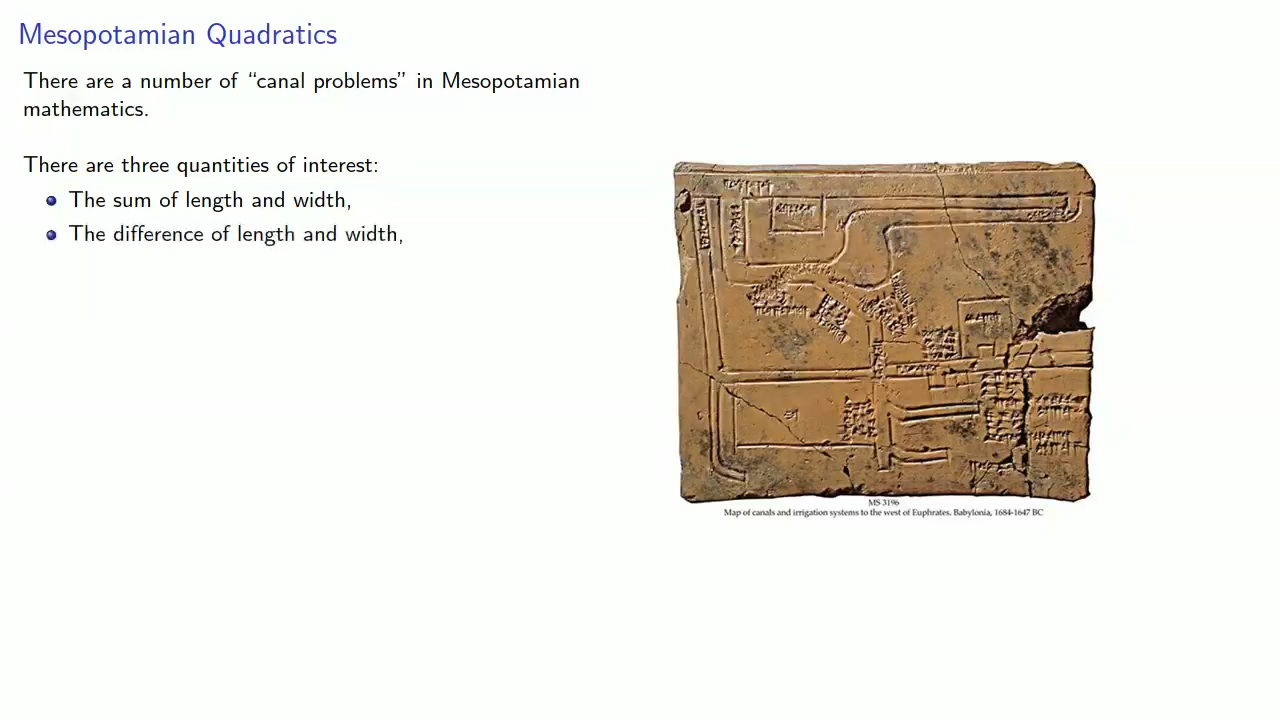 Mesopotamian Quadratics
There are a number of “canal problems” in Mesopotamian
mathematics.
There are three quantities of interest:
The sum of length and width,
The difference of length and width,
MS 3196
Map of canals and irrigation systems to the west of Euphrates. Babylonia, 1684-1647 BC